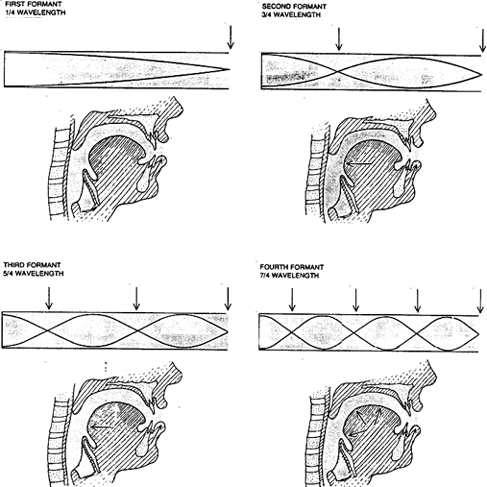 FIRST FORMANT
1/4 WAVELENGTH
SECOND FORMANT
3/4 WAVELENGTH
THIRD FORMANT
5/4 WAVELENGTH
FOURTH FORMANT
7/4 WAVELENGTH